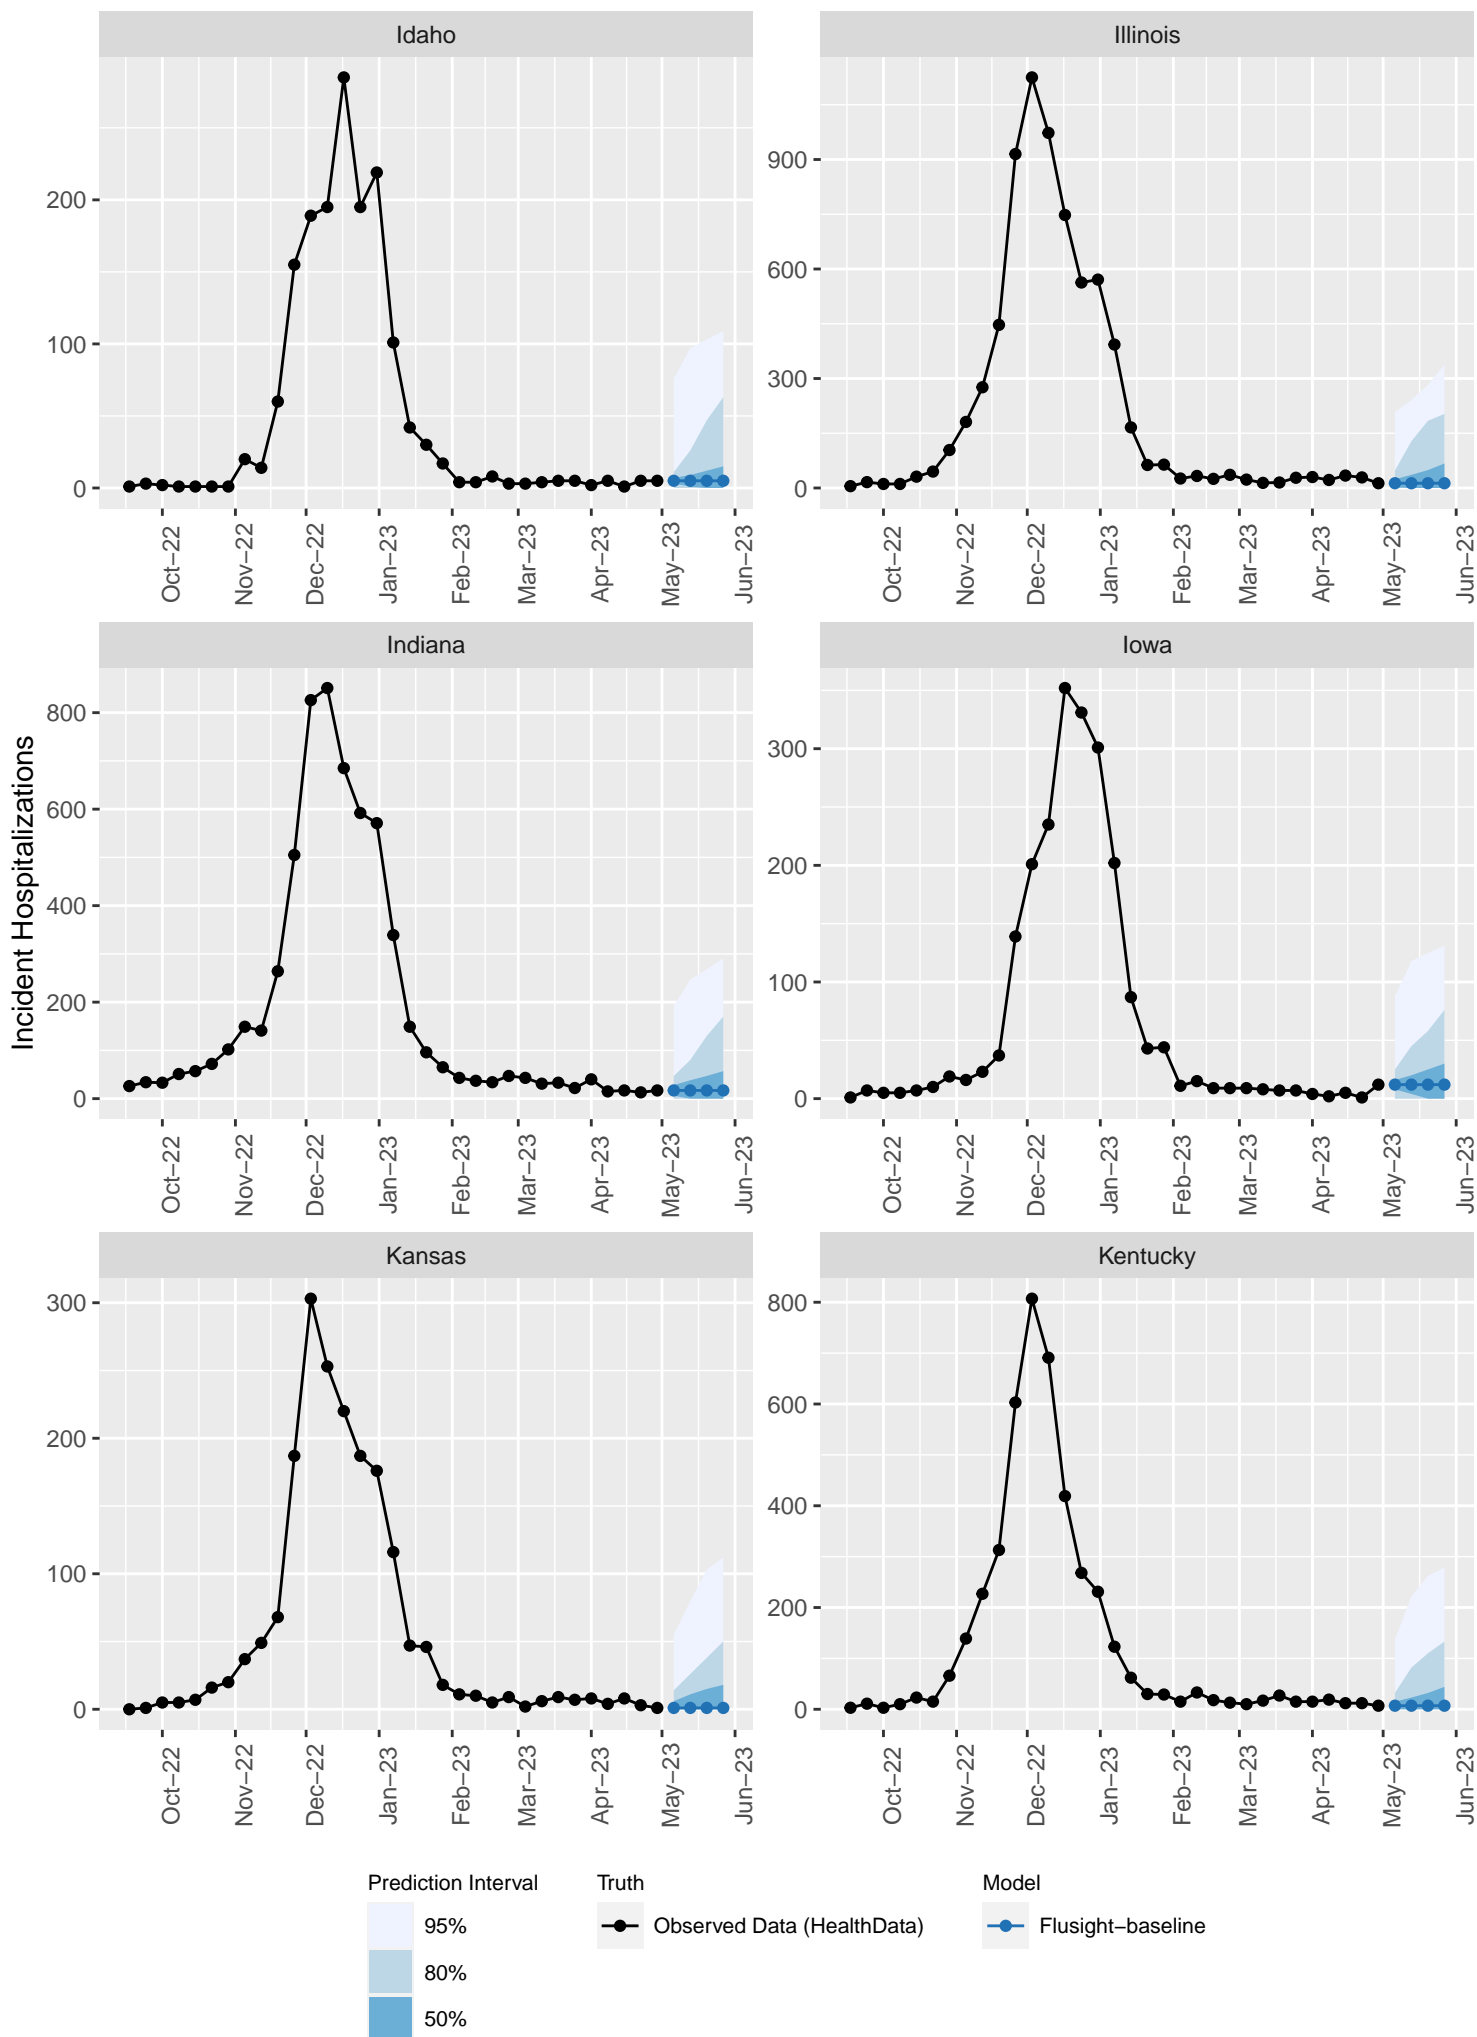 Idaho
Illinois
200
100
0
900
600
300
0
Oct−22
Nov−22
Dec−22
Jan−23
Feb−23
Mar−23
Apr−23
May−23
Jun−23
Oct−22
Nov−22
Dec−22
Jan−23
Feb−23
Mar−23
Apr−23
May−23
Jun−23
Incident Hospitalizations
Indiana
Iowa
800
600
400
200
0
300
200
100
0
Oct−22
Nov−22
Dec−22
Jan−23
Feb−23
Mar−23
Apr−23
May−23
Jun−23
Oct−22
Nov−22
Dec−22
Jan−23
Feb−23
Mar−23
Apr−23
May−23
Jun−23
Kansas
Kentucky
300
200
100
0
800
600
400
200
0
Oct−22
Nov−22
Dec−22
Jan−23
Feb−23
Mar−23
Apr−23
May−23
Jun−23
Oct−22
Nov−22
Dec−22
Jan−23
Feb−23
Mar−23
Apr−23
May−23
Jun−23
Prediction Interval
95%
80%
50%
Truth
Observed Data (HealthData)
Model
Flusight−baseline